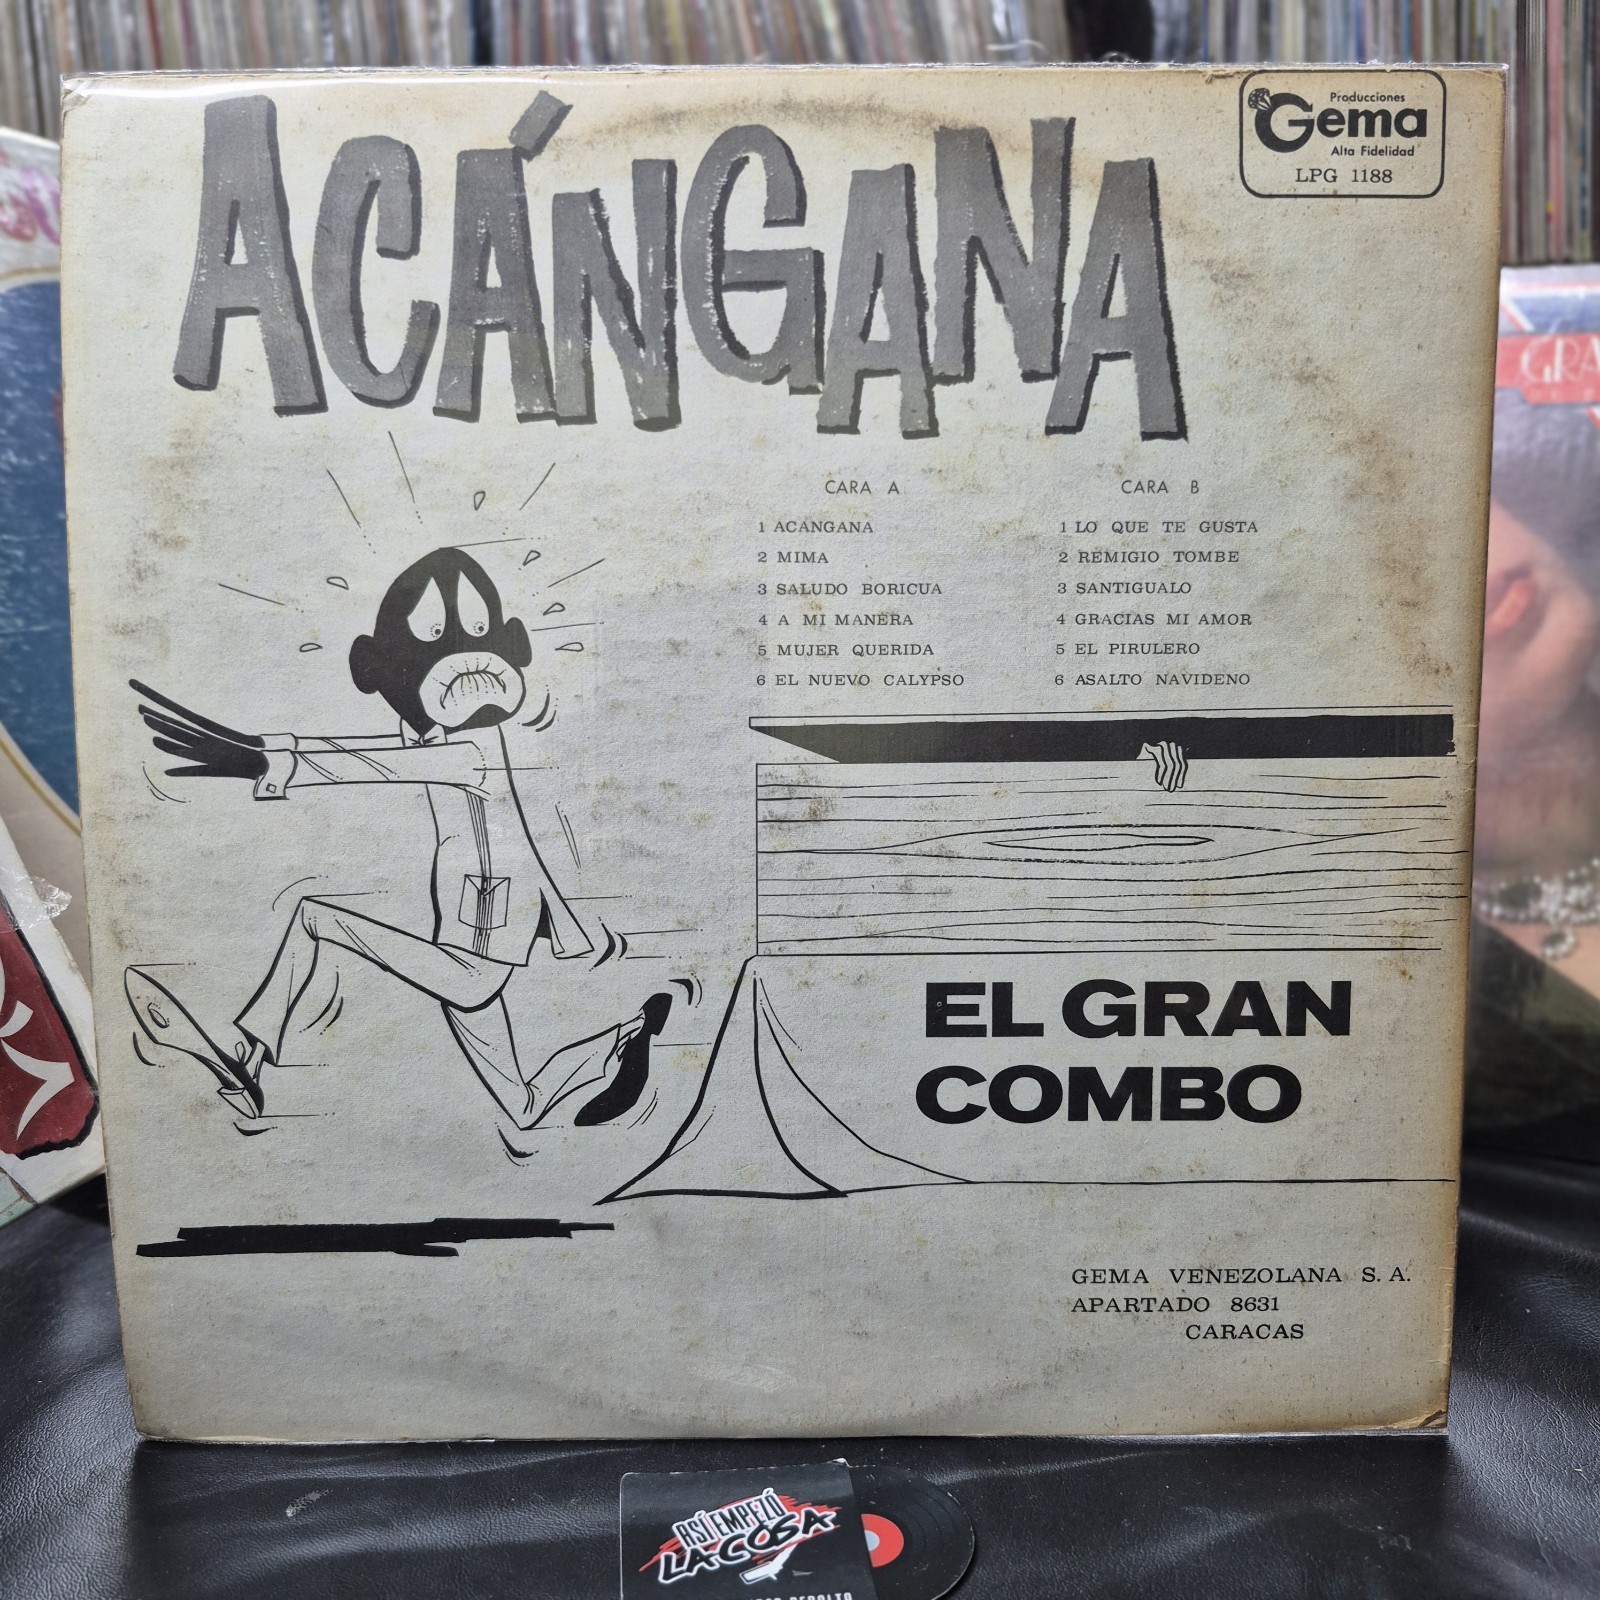 ACÁNGANA
Producciones
Gema
Alta Fidelidad
LPG 1188
CARA A
1 ACANGANA
2 MIMA
3 SALUDO BORICUA
4 A MI MANERA
5 MUJER QUERIDA
6 EL NUEVO CALYPSO
CARA B
1 LO QUE TE GUSTA
2 REMIGIO TOMBE
3 SANTIGUALO
4 GRACIAS MI AMOR
5 EL PIRULERO
6 ASALTO NAVIDENO
EL GRAN
COMBO
GEMA VENEZOLANA S. A.
APARTADO 8631
CARACAS
GRA
ASÍ EMPEZÓ
LA COSA